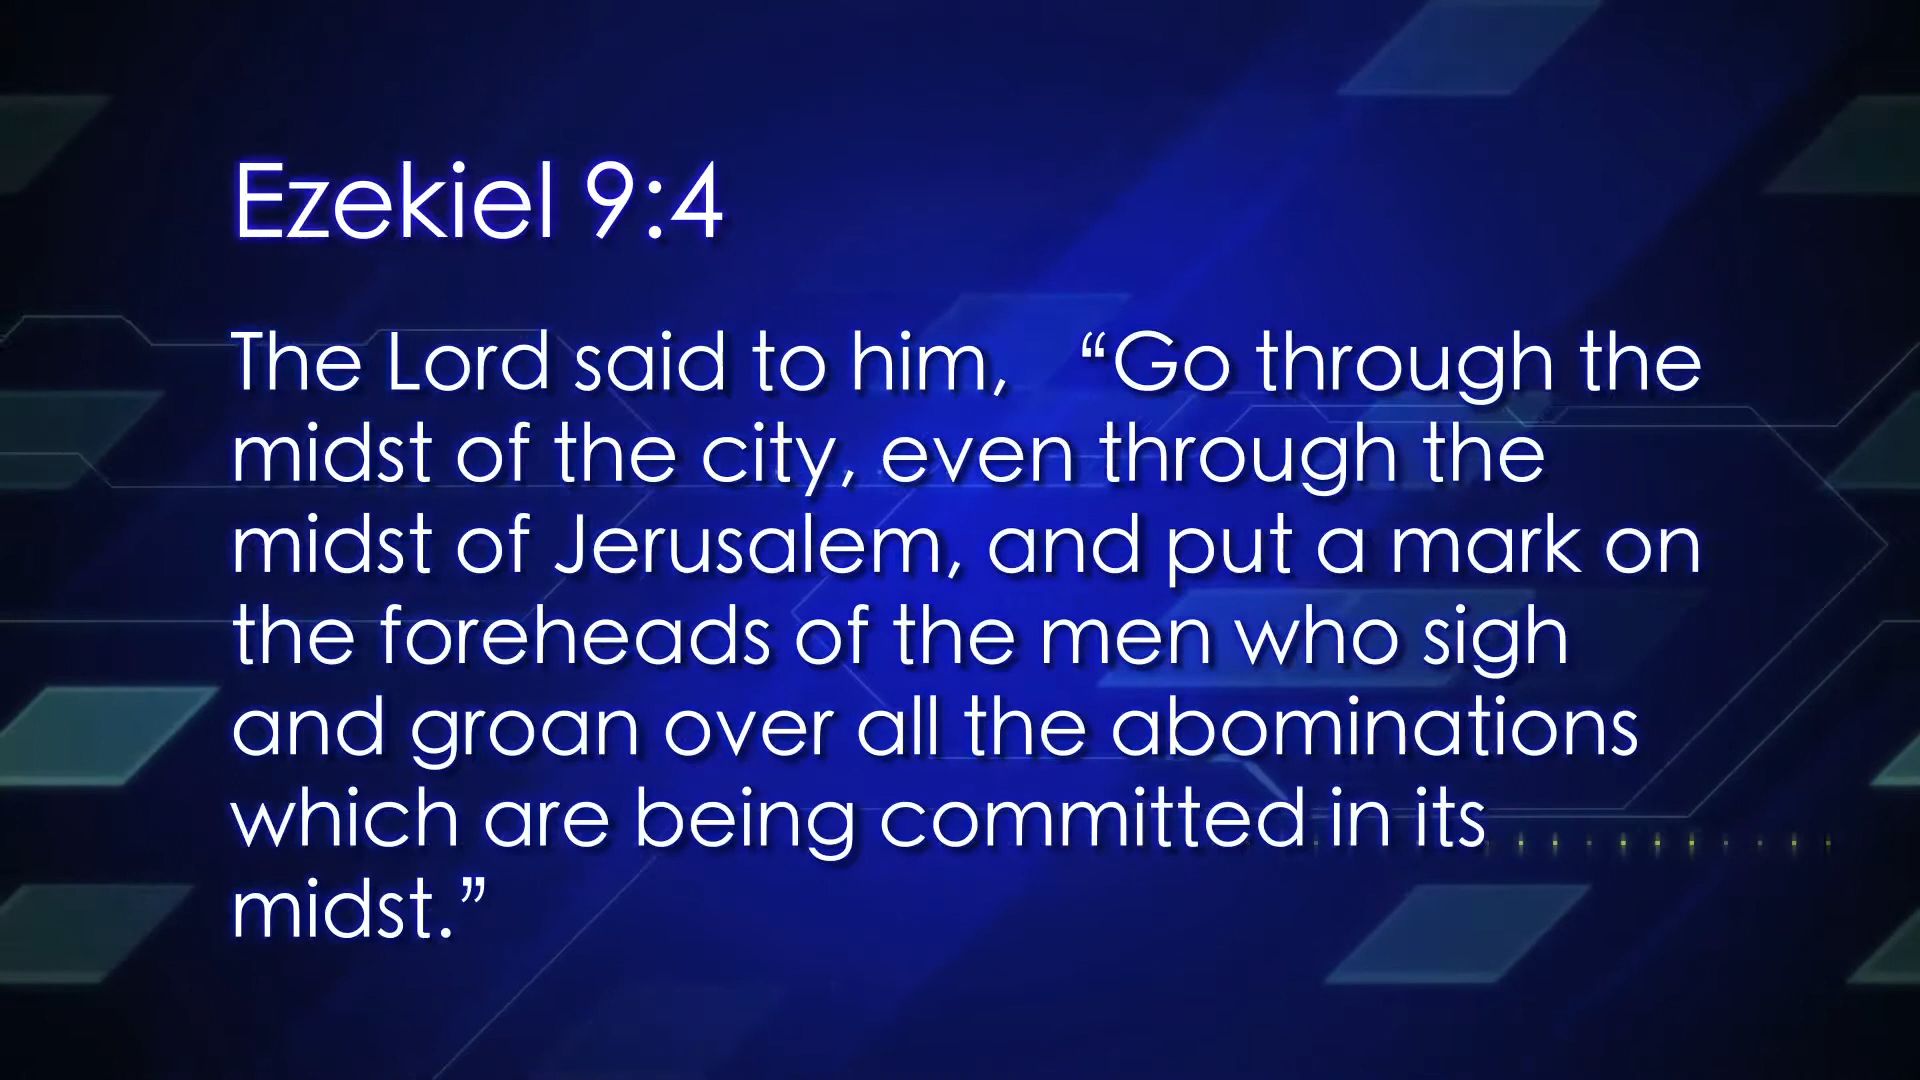 Ezekiel 9:4
The Lord said to him, “Go through the
midst of the city, even through the
midst of Jerusalem, and put a mark on
the foreheads of the men who sigh
and groan over all the abominations
which are being committed in its
midst.”